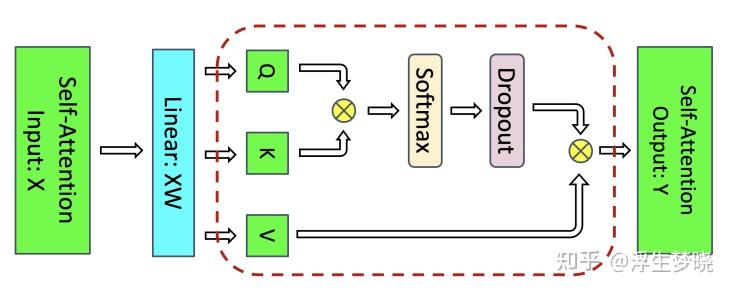 Self-Attention
Input: X
Linear: XW
Q
K
V
Softmax
Dropout
Self-Attention
Output: Y
知乎 @浮生梦晓